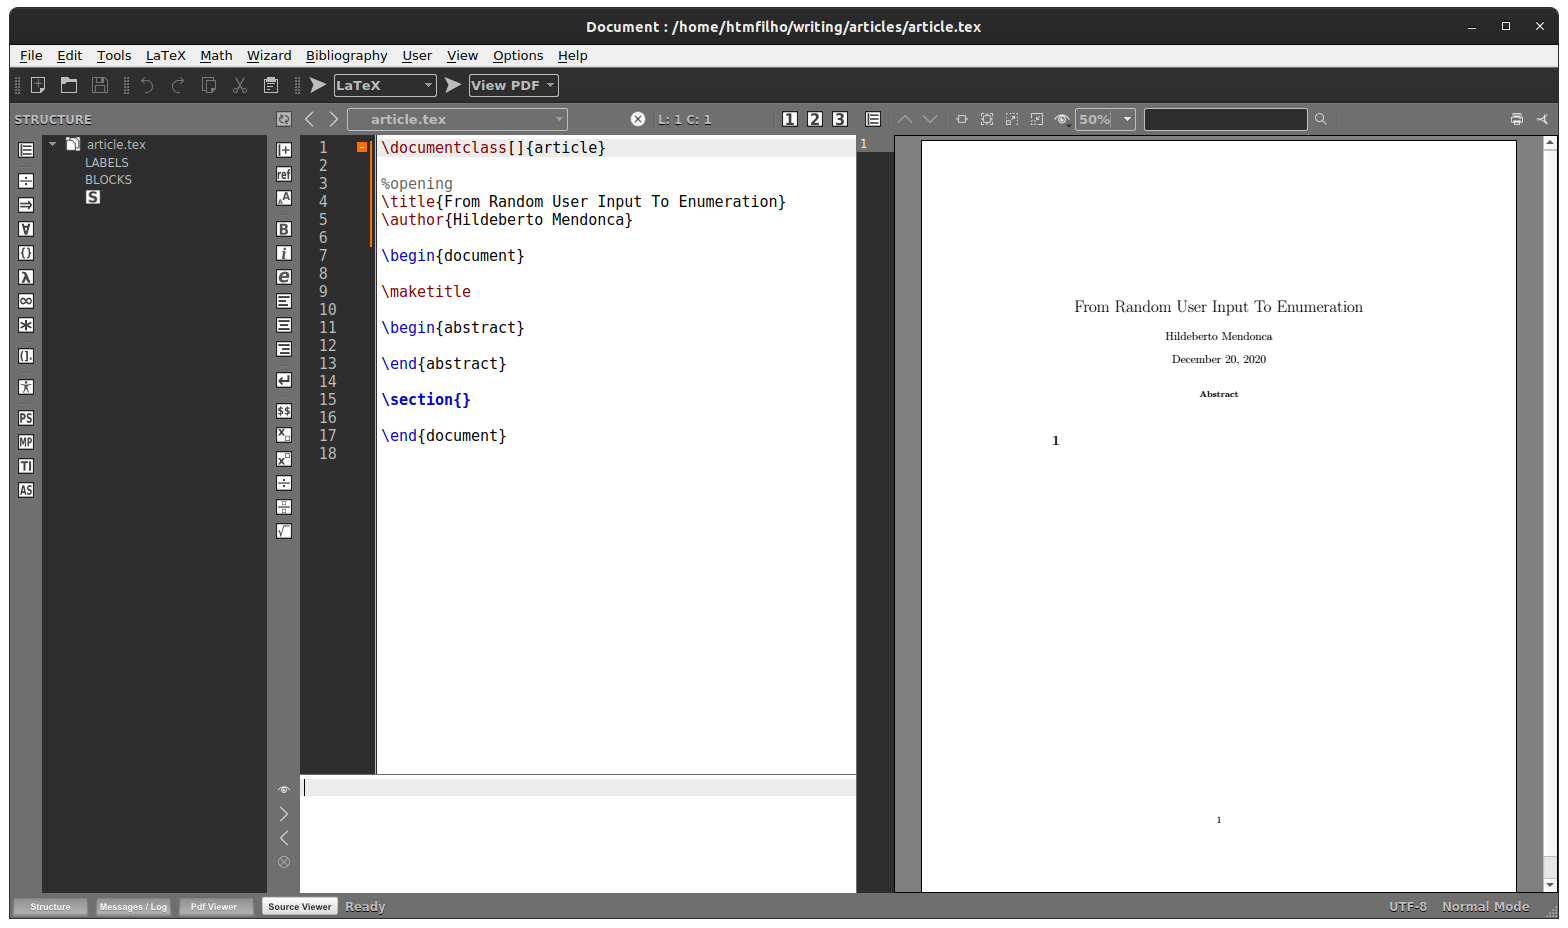 Document : /home/htmfilho/writing/articles/article.tex
File Edit Tools LaTeX Math Wizard Bibliography User View Options Help
LaTeX View PDF
STRUCTURE article.tex L: 1 C: 1 1 2 3 50%
article.tex
LABELS
BLOCKS
S
ref
A A
B
i
e
$$
x
x
{}
λ
∞
(].
PS
MP
TI
AS
1 \documentclass[]{article}
2
3 %opening
4 \title{From Random User Input To Enumeration}
5 \author{Hildeberto Mendonca}
6
7 \begin{document}
8
9 \maketitle
10
11 \begin{abstract}
12
13 \end{abstract}
14
15 \section{}
16
17 \end{document}
18
1
From Random User Input To Enumeration
Hildeberto Mendonca
December 20, 2020
Abstract
1
1
Structure Messages / Log Pdf Viewer Source Viewer Ready UTF-8 Normal Mode